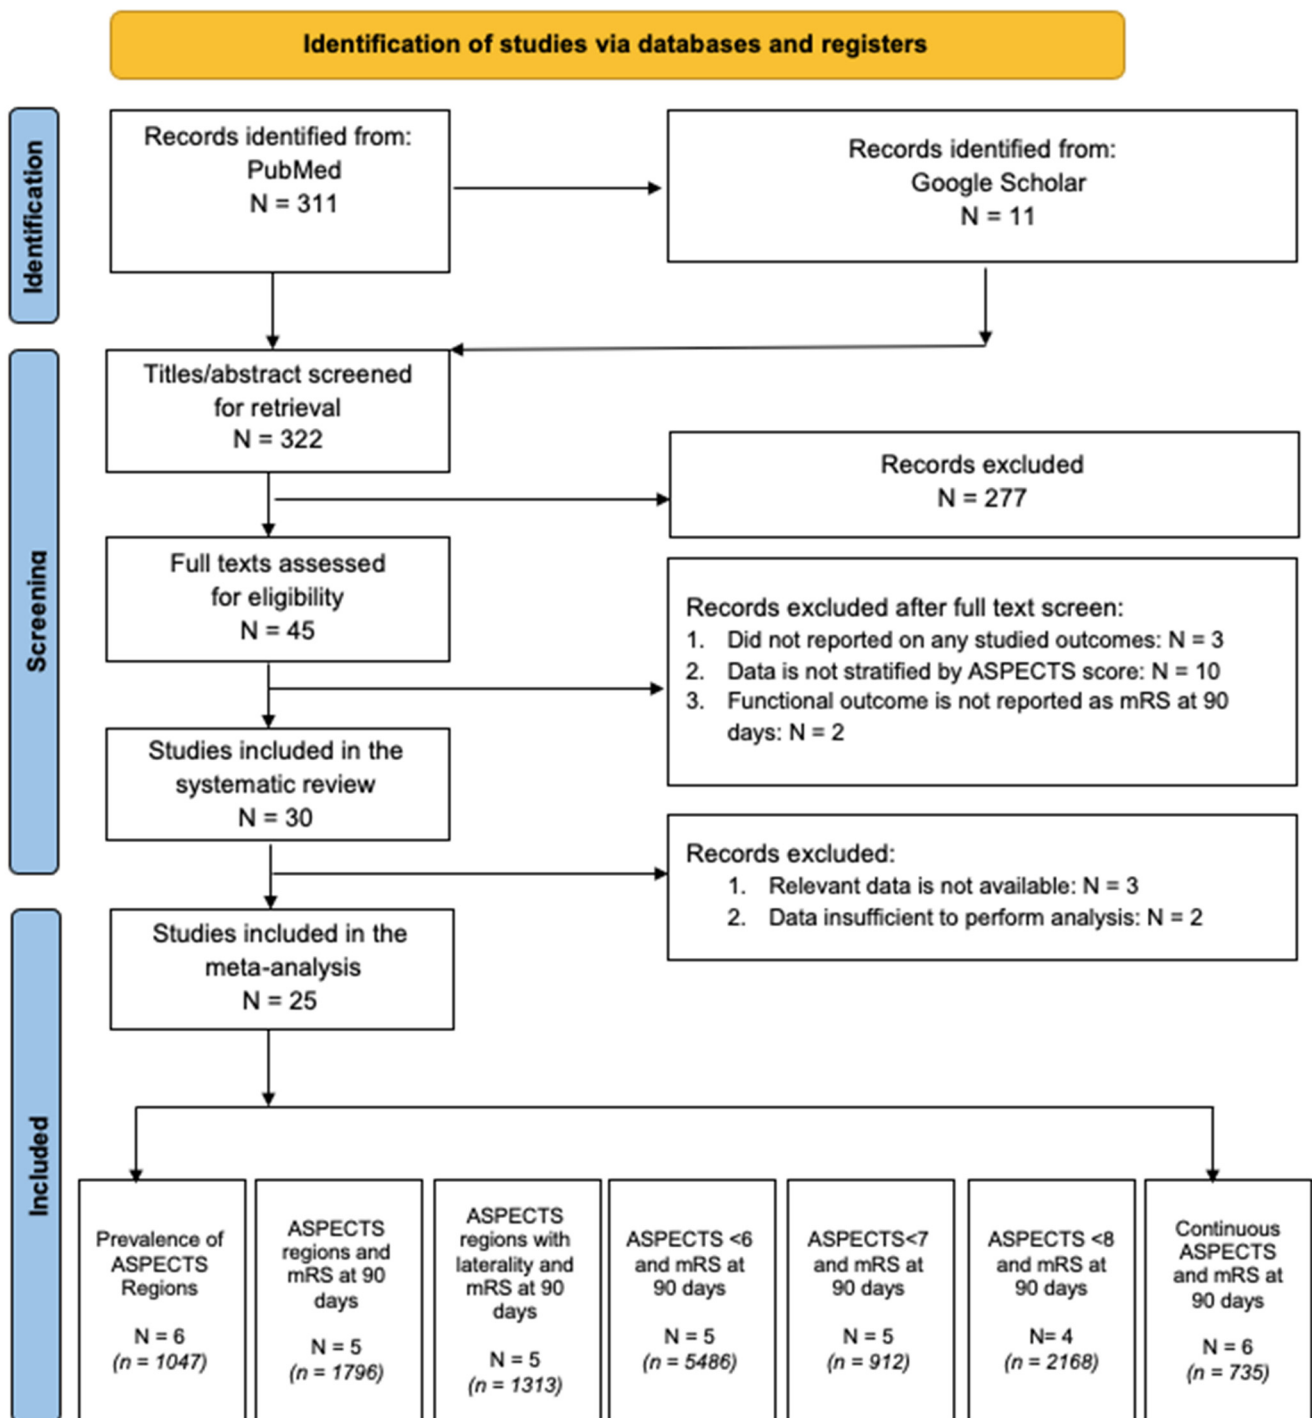 Identification of studies via databases and registers
Identification
Records identified from:
PubMed
N = 311
Records identified from:
Google Scholar
N = 11
Screening
Titles/abstract screened
for retrieval
N = 322
Records excluded
N = 277
Full texts assessed
for eligibility
N = 45
Records excluded after full text screen:
1. Did not reported on any studied outcomes: N = 3
2. Data is not stratified by ASPECTS score: N = 10
3. Functional outcome is not reported as mRS at 90
days: N = 2
Studies included in the
systematic review
N = 30
Records excluded:
1. Relevant data is not available: N = 3
2. Data insufficient to perform analysis: N = 2
Included
Studies included in the
meta-analysis
N = 25
Prevalence of
ASPECTS
Regions
N = 6
(n = 1047)
ASPECTS
regions and
mRS at 90
days
N = 5
(n = 1796)
ASPECTS
regions with
laterality and
mRS at 90
days
N = 5
(n = 1313)
ASPECTS <6
and mRS at
90 days
N = 5
(n = 5486)
ASPECTS<7
and mRS at
90 days
N = 5
(n = 912)
ASPECTS <8
and mRS at
90 days
N= 4
(n = 2168)
Continuous
ASPECTS
and mRS at
90 days
N = 6
(n = 735)